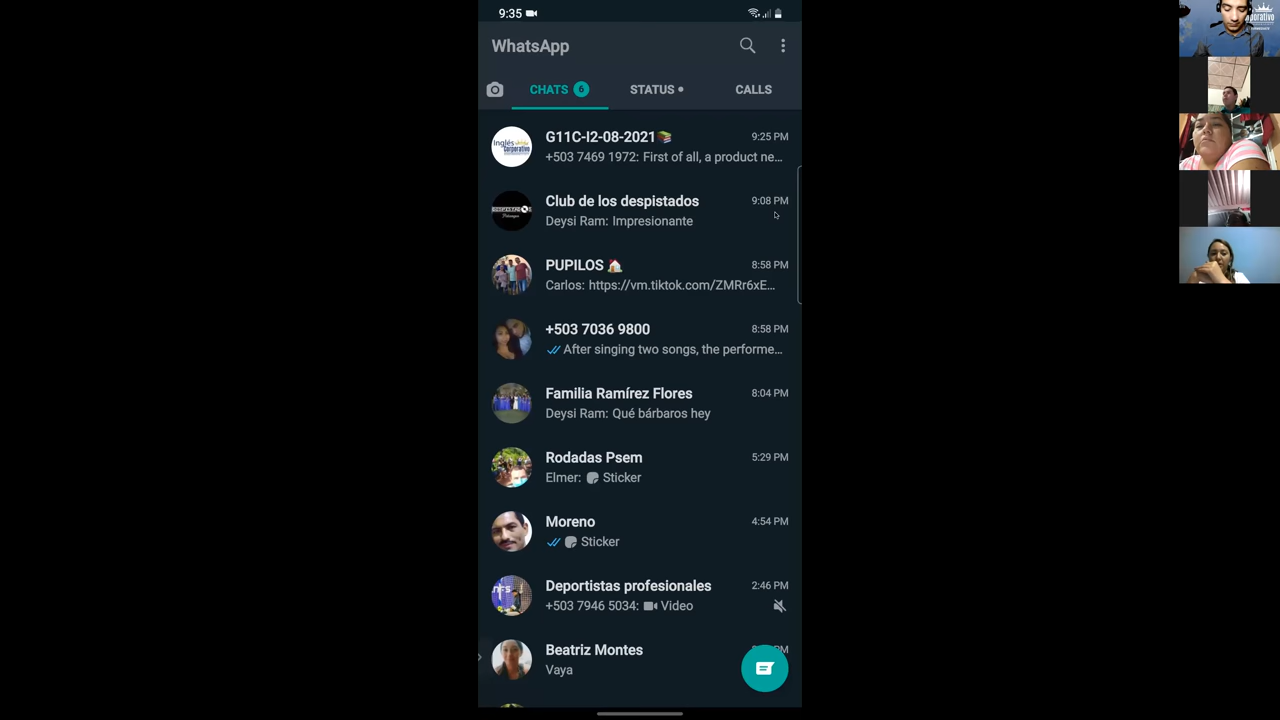 9:35
WhatsApp
CHATS 6
STATUS
CALLS
G11C-I2-08-2021 9:25 PM
+503 7469 1972: First of all, a product ne…
Club de los despistados 9:08 PM
Deysi Ram: Impresionante
PUPILOS 8:58 PM
Carlos: https://vm.tiktok.com/ZMRr6xE…
+503 7036 9800 8:58 PM
After singing two songs, the performe…
Familia Ramírez Flores 8:04 PM
Deysi Ram: Qué bárbaros hey
Rodadas Psem 5:29 PM
Elmer: Sticker
Moreno 4:54 PM
Sticker
Deportistas profesionales 2:46 PM
+503 7946 5034: Video
Beatriz Montes
Vaya
Inglés
Corporativo